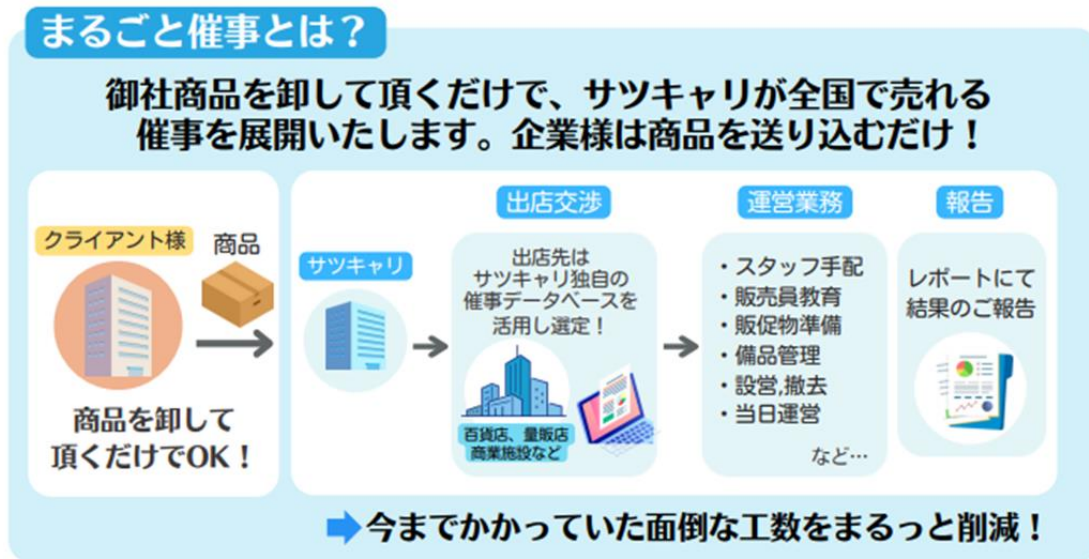 まるごと催事とは？
御社商品を卸して頂くだけで、サツキャリが全国で売れる
催事を展開いたします。企業様は商品を送り込むだけ！
クライアント様
商品
商品を卸して
頂くだけでOK！
サツキャリ
出店交渉
出店先は
サツキャリ独自の
催事データベースを
活用し選定！
百貨店、量販店
商業施設など
運営業務
・スタッフ手配
・販売員教育
・販促物準備
・備品管理
・設営,撤去
・当日運営
など…
報告
レポートにて
結果のご報告
今までかかっていた面倒な工数をまるっと削減！